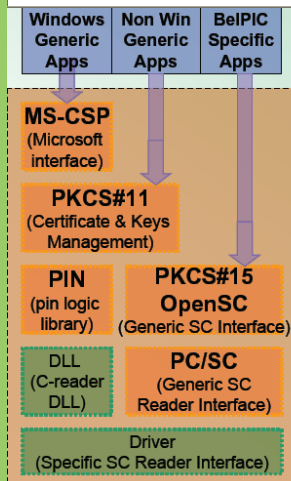 Windows
Generic
Apps
Non Win
Generic
Apps
BelPIC
Specific
Apps
MS-CSP
(Microsoft
interface)
PKCS#11
(Certificate & Keys
Management)
PIN
(pin logic
library)
PKCS#15
OpenSC
(Generic SC Interface)
DLL
(C-reader
DLL)
PC/SC
(Generic SC
Reader Interface)
Driver
(Specific SC Reader Interface)